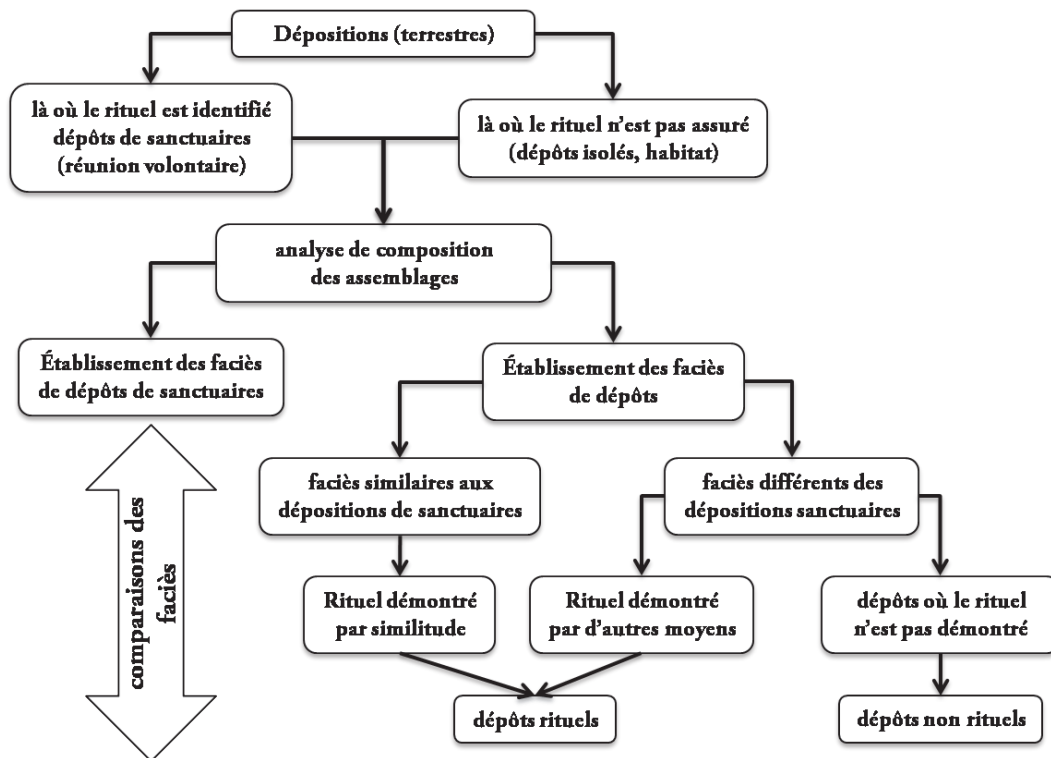 Dépositions (terrestres)
là où le rituel est identifié
dépôts de sanctuaires
(réunion volontaire)
là où le rituel n'est pas assuré
(dépôts isolés, habitat)
analyse de composition
des assemblages
Établissement des faciès
de dépôts de sanctuaires
Établissement des faciès
de dépôts
comparaisons des
faciès
faciès similaires aux
dépositions de sanctuaires
faciès différents des
dépositions sanctuaires
Rituel démontré
par similitude
Rituel démontré
par d'autres moyens
dépôts où le rituel
n'est pas démontré
dépôts rituels
dépôts non rituels